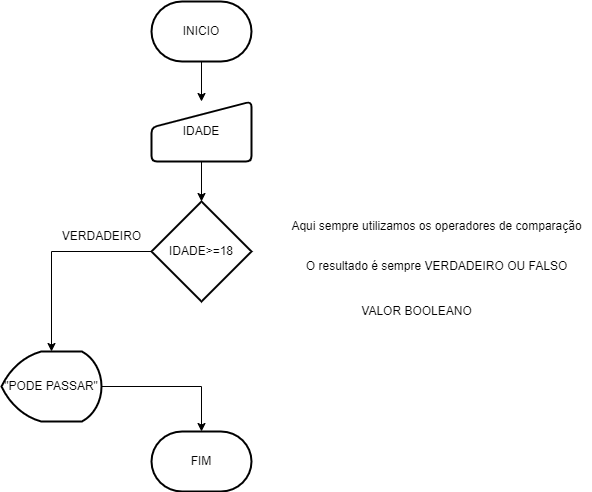 INICIO
IDADE
VERDADEIRO
IDADE>=18
Aqui sempre utilizamos os operadores de comparação
O resultado é sempre VERDADEIRO OU FALSO
VALOR BOOLEANO
"PODE PASSAR"
FIM